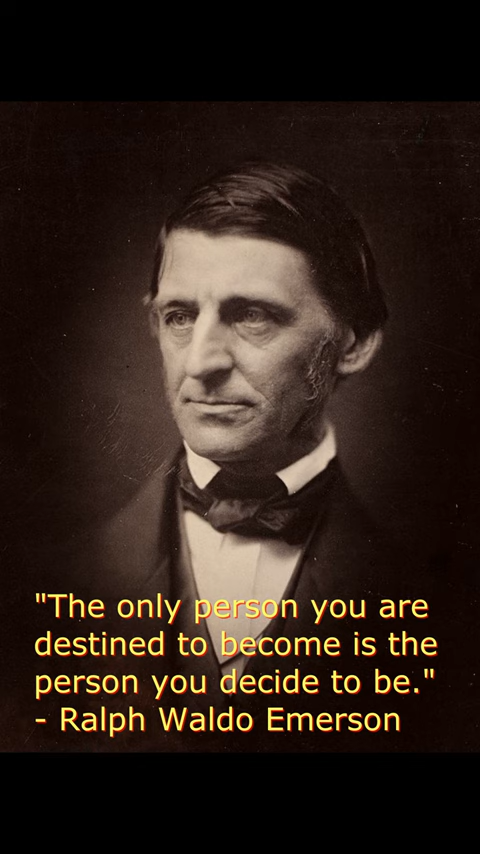 "The only person you are
destined to become is the
person you decide to be."
- Ralph Waldo Emerson